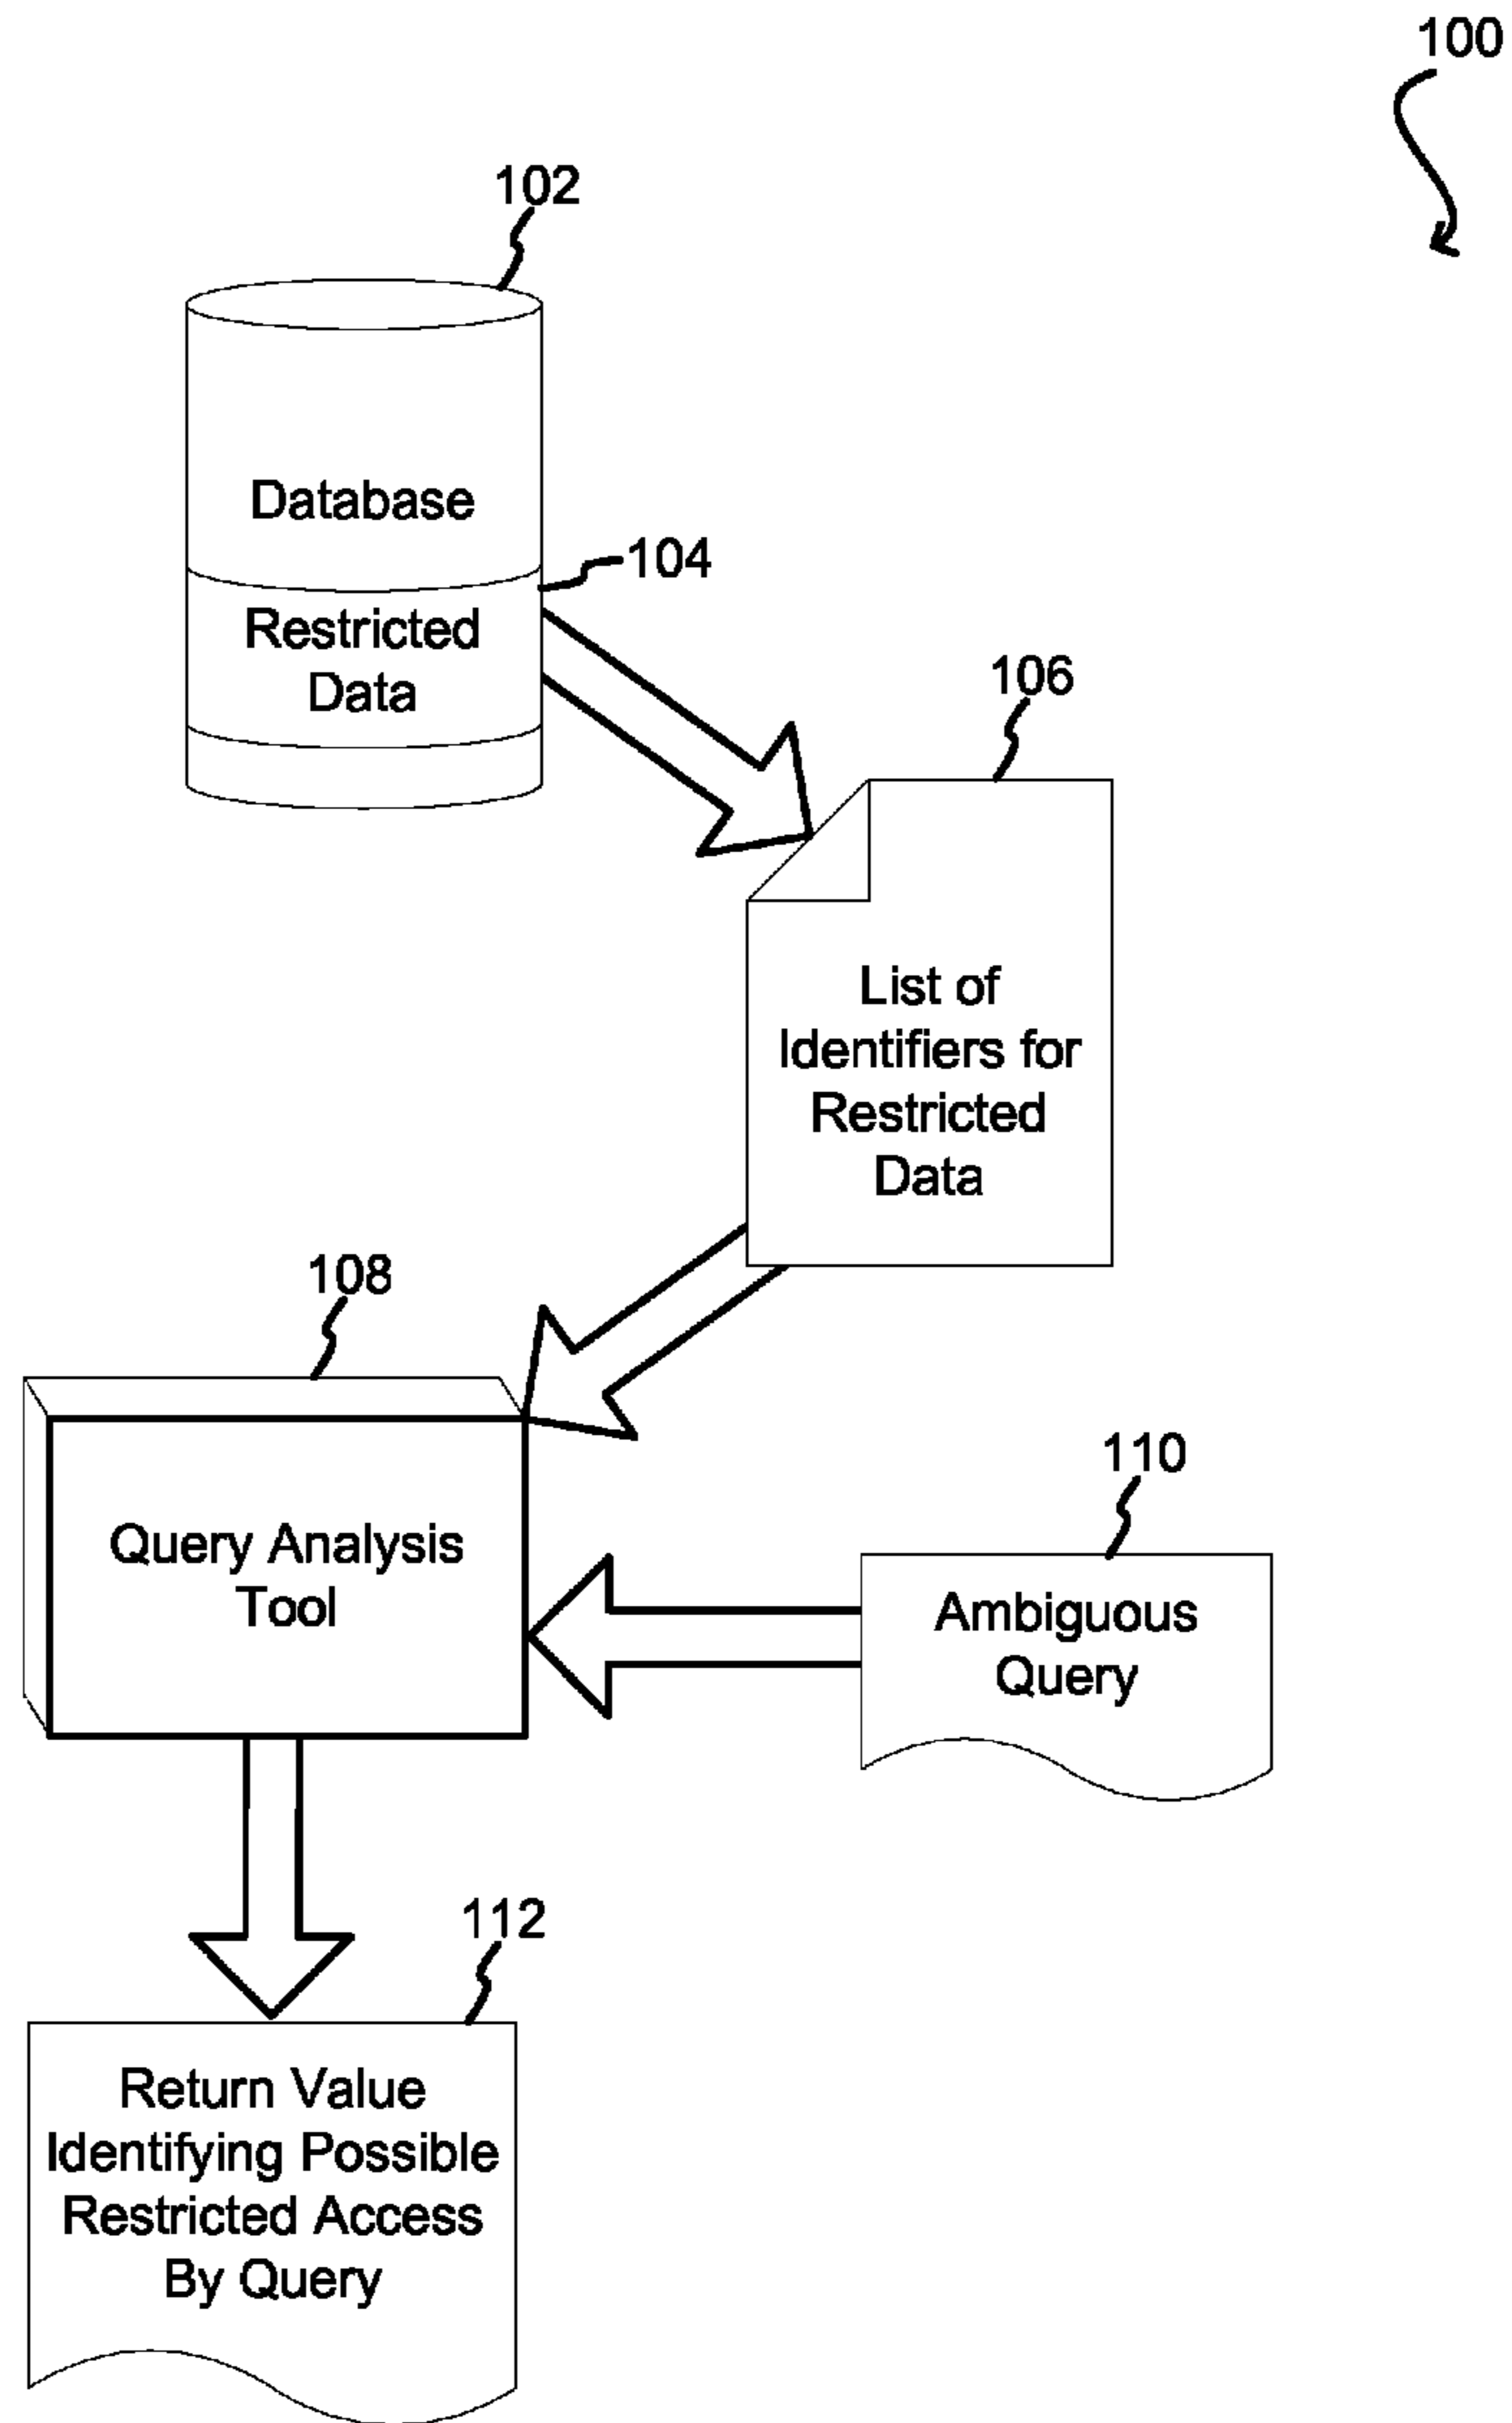 100
102
Database
104
Restricted
Data
106
List of
Identifiers for
Restricted
Data
108
Query Analysis
Tool
110
Ambiguous
Query
112
Return Value
Identifying Possible
Restricted Access
By Query